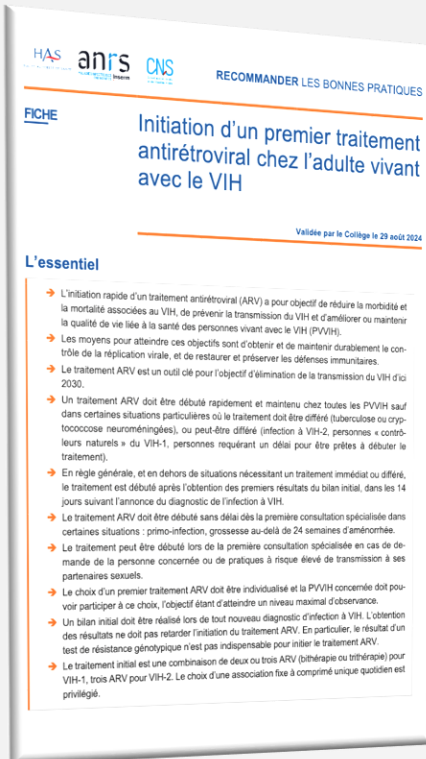 HAS
anrs
Inserm
CNS
RECOMMANDER LES BONNES PRATIQUES
FICHE
Initiation d’un premier traitement
antirétroviral chez l’adulte vivant
avec le VIH
Validée par le Collège le 29 août 2024
L’essentiel
➔ L’initiation rapide d’un traitement antirétroviral (ARV) a pour objectif de réduire la morbidité et
la mortalité associées au VIH, de prévenir la transmission du VIH et d’améliorer ou maintenir
la qualité de vie liée à la santé des personnes vivant avec le VIH (PVVIH).
➔ Les moyens pour atteindre ces objectifs sont d’obtenir et de maintenir durablement le con-
trôle de la réplication virale, et de restaurer et préserver les défenses immunitaires.
➔ Le traitement ARV est un outil clé pour l’objectif d’élimination de la transmission du VIH d’ici
2030.
➔ Un traitement ARV doit être débuté rapidement et maintenu chez toutes les PVVIH sauf
dans certaines situations particulières où le traitement doit être différé (tuberculose ou cryp-
tococcose neuroméningées), ou peut-être différé (infection à VIH-2, personnes « contrô-
leurs naturels » du VIH-1, personnes requérant un délai pour être prêtes à débuter le
traitement).
➔ En règle générale, et en dehors de situations nécessitant un traitement immédiat ou différé,
le traitement est débuté après l’obtention des premiers résultats du bilan initial, dans les 14
jours suivant l’annonce du diagnostic de l’infection à VIH.
➔ Le traitement ARV doit être débuté sans délai dès la première consultation spécialisée dans
certaines situations : primo-infection, grossesse au-delà de 24 semaines d’aménorrhée.
➔ Le traitement peut être débuté lors de la première consultation spécialisée en cas de de-
mande de la personne concernée ou de pratiques à risque élevé de transmission à ses
partenaires sexuels.
➔ Le choix d’un premier traitement ARV doit être individualisé et la PVVIH concernée doit pou-
voir participer à ce choix, l’objectif étant d’atteindre un niveau maximal d’observance.
➔ Un bilan initial doit être réalisé lors de tout nouveau diagnostic d’infection à VIH. L’obtention
des résultats ne doit pas retarder l’initiation du traitement ARV. En particulier, le résultat d’un
test de résistance génotypique n’est pas indispensable pour initier le traitement ARV.
➔ Le traitement initial est une combinaison de deux ou trois ARV (bithérapie ou trithérapie) pour
VIH-1, trois ARV pour VIH-2. Le choix d’une association fixe à comprimé unique quotidien est
privilégié.